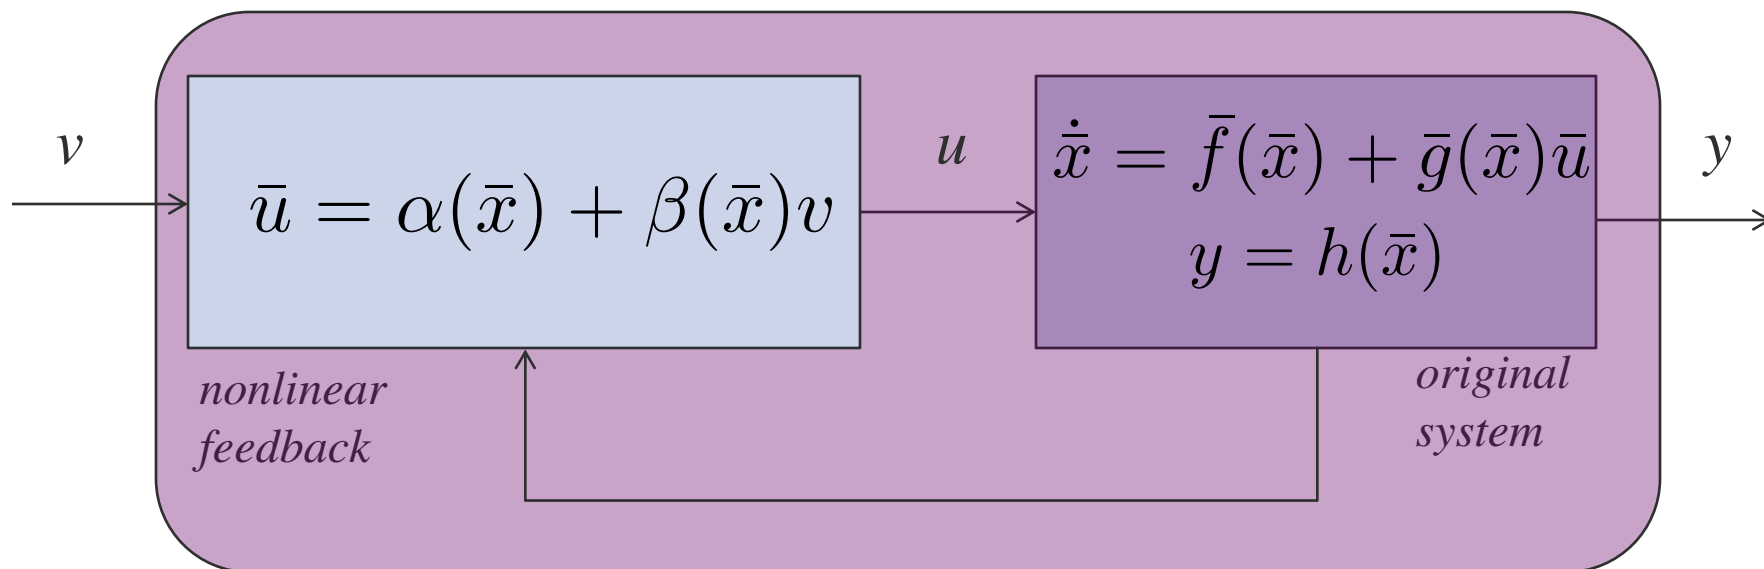 v
u̅ = α(x̅) + β(x̅)v
u
ẋ̅ = f̅(x̅) + g̅(x̅)u̅
y = h(x̅)
y
nonlinear
feedback
original
system